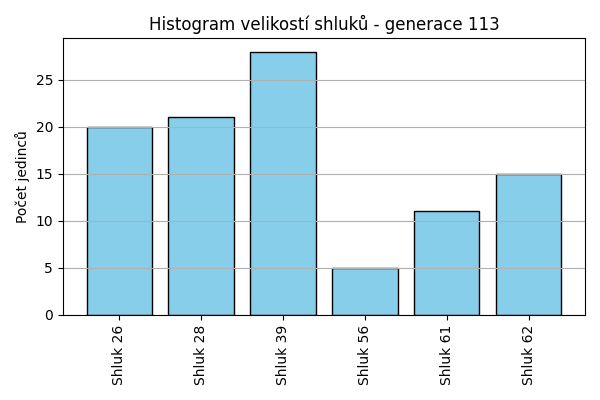 Histogram velikostí shluků - generace 113
Počet jedinců
25
20
15
10
5
0
Shluk 26
Shluk 28
Shluk 39
Shluk 56
Shluk 61
Shluk 62